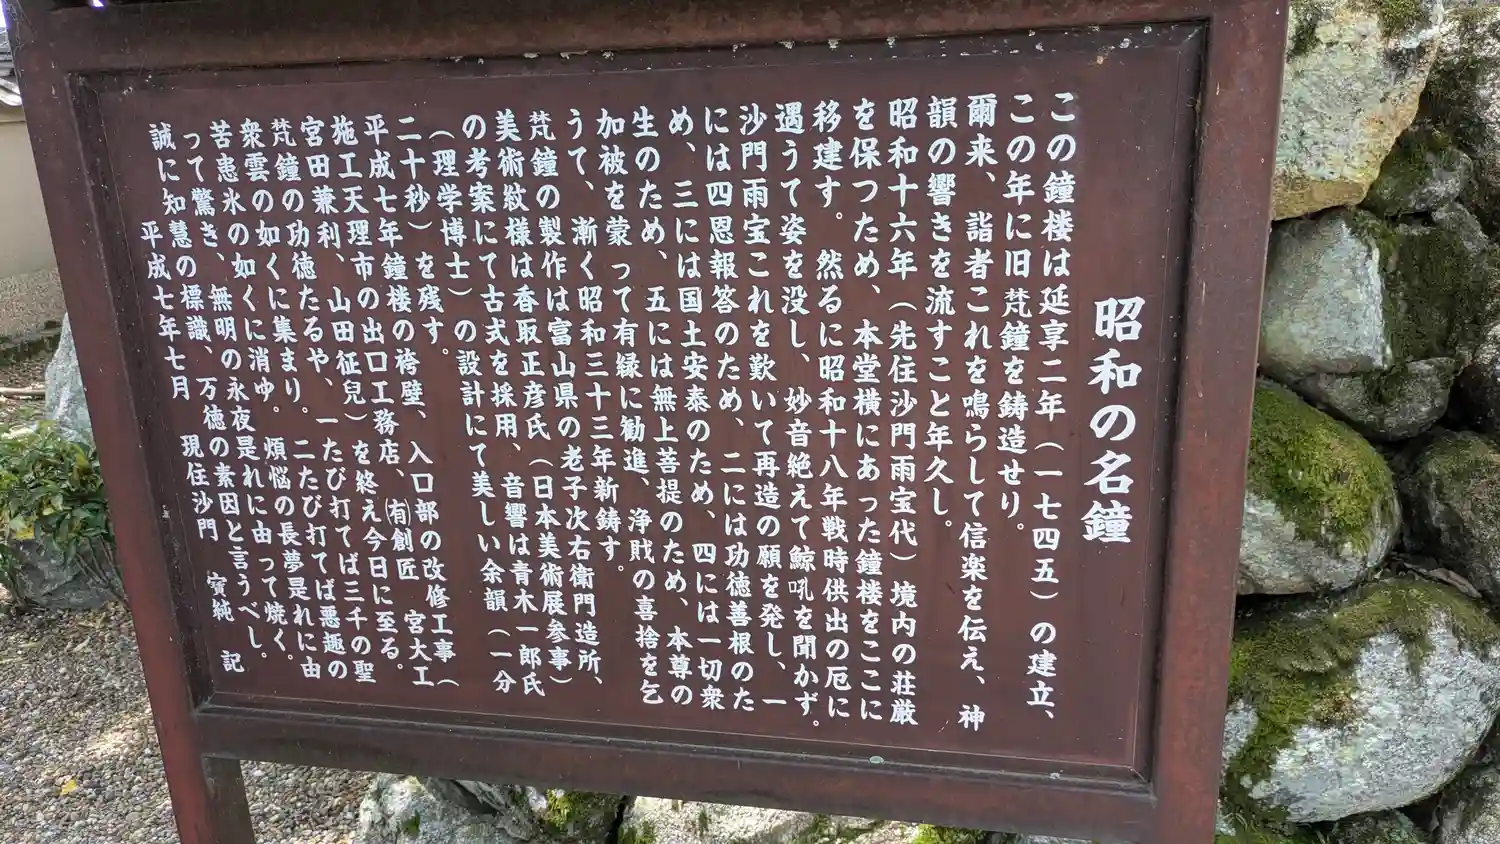 昭和の名鐘
この鐘楼は延享二年(一七四五)の建立、
この年に旧梵鐘を鋳造せり。
爾来、詣者これを鳴らして信楽を伝え、神
韻の響きを流すこと年久し。
昭和十六年(先住沙門雨宝代)境内の荘厳
を保つため、本堂横にあった鐘楼をここに
移建す。然るに昭和十八年戦時供出の厄に
遇うて姿を没し、妙音絶えて鯨吼を聞かず。
沙門雨宝これを歎いて再造の願を発し、一
には四恩報答のため、二には功徳善根のた
め、三には国土安泰のため、四には一切衆
生のため、五には無上菩提のため、本尊の
加被を蒙って有縁に勧進、浄財の喜捨を乞
うて、漸く昭和三十三年新鋳す。
梵鐘の製作は富山県の老子次右衛門造所、
美術紋様は香取正彦氏(日本美術展参事)
の考案にて古式を採用、音響は青木一郎氏
(理学博士)の設計にて美しい余韻(一分
二十秒)を残す。
平成七年鐘楼の袴壁、入口部の改修工事(
施工天理市の出口工務店、㈲創匠 宮大工
宮田兼利、山田征兒)を終え今日に至る。
梵鐘の功徳たるや、一たび打てば三千の聖
衆雲の如くに集まり。二たび打てば悪趣の
苦患氷の如くに消ゆ。煩悩の長夢是れに由
って驚き、無明の永夜是れに由って焼く。
誠に知慧の標識、万徳の素因と言うべし。
平成七年七月 現住沙門 寳純 記